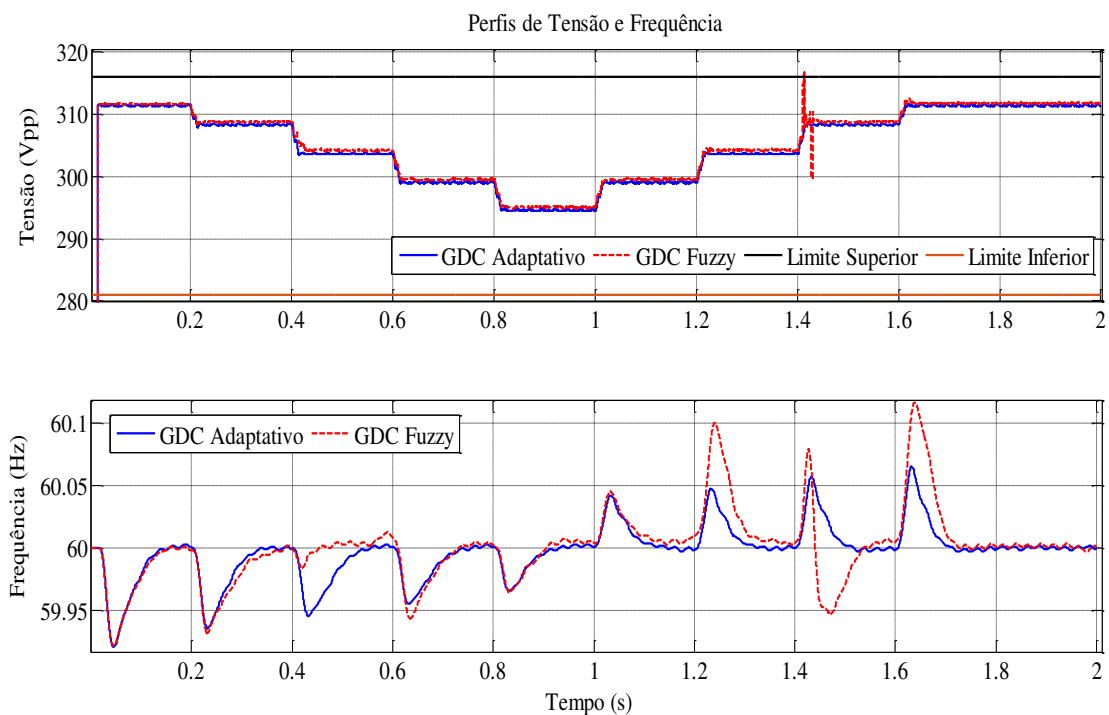 Perfis de Tensão e Frequência
Tensão (Vpp)
320
310
300
290
280
GDC Adaptativo GDC Fuzzy Limite Superior Limite Inferior
0.2 0.4 0.6 0.8 1 1.2 1.4 1.6 1.8 2
Frequência (Hz)
60.1
60.05
60
59.95
GDC Adaptativo GDC Fuzzy
0.2 0.4 0.6 0.8 1 1.2 1.4 1.6 1.8 2
Tempo (s)